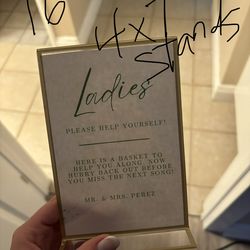 16
4x7
Stands
Ladies
PLEASE HELP YOURSELF!
HERE IS A BASKET TO
HELP YOU ALONG. NOW
HURRY BACK OUT BEFORE
YOU MISS THE NEXT SONG!
MR. & MRS. PEREZ